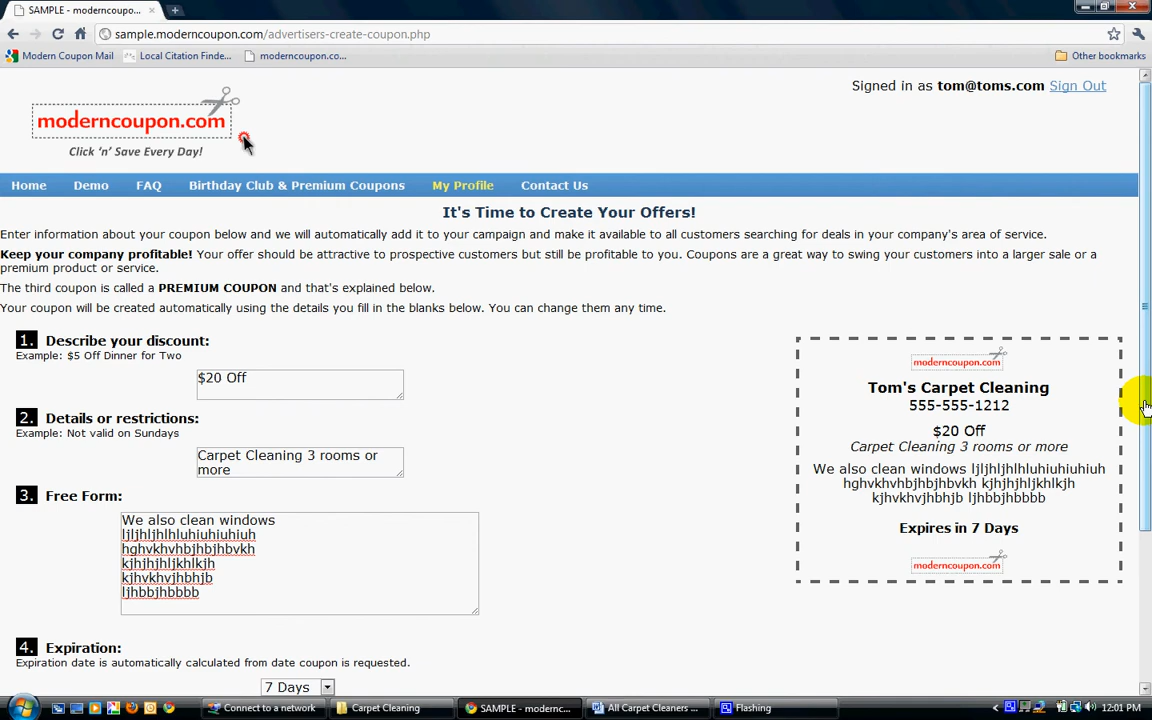 SAMPLE - moderncoupo...
sample.moderncoupon.com/advertisers-create-coupon.php
Modern Coupon Mail
Local Citation Finde...
moderncoupon.co...
Other bookmarks
Signed in as tom@toms.com Sign Out
moderncoupon.com
Click 'n' Save Every Day!
Home
Demo
FAQ
Birthday Club & Premium Coupons
My Profile
Contact Us
It's Time to Create Your Offers!
Enter information about your coupon below and we will automatically add it to your campaign and make it available to all customers searching for deals in your company's area of service.
Keep your company profitable! Your offer should be attractive to prospective customers but still be profitable to you. Coupons are a great way to swing your customers into a larger sale or a
premium product or service.
The third coupon is called a PREMIUM COUPON and that's explained below.
Your coupon will be created automatically using the details you fill in the blanks below. You can change them any time.
1. Describe your discount:
Example: $5 Off Dinner for Two
$20 Off
2. Details or restrictions:
Example: Not valid on Sundays
Carpet Cleaning 3 rooms or
more
3. Free Form:
We also clean windows
ljljhljhlhluhiuhiuhiuh
hghvkhvhbjhbjhbvkh
kjhjhjhljkhlkjh
kjhvkhvjhbhjb
ljhbbjhbbbb
4. Expiration:
Expiration date is automatically calculated from date coupon is requested.
7 Days
moderncoupon.com
Tom's Carpet Cleaning
555-555-1212
$20 Off
Carpet Cleaning 3 rooms or more
We also clean windows ljljhljhlhluhiuhiuhiuh
hghvkhvhbjhbjhbvkh kjhjhjhljkhlkjh
kjhvkhvjhbhjb ljhbbjhbbbb
Expires in 7 Days
moderncoupon.com
Connect to a network
Carpet Cleaning
SAMPLE - modernc...
All Carpet Cleaners ...
Flashing
12:01 PM